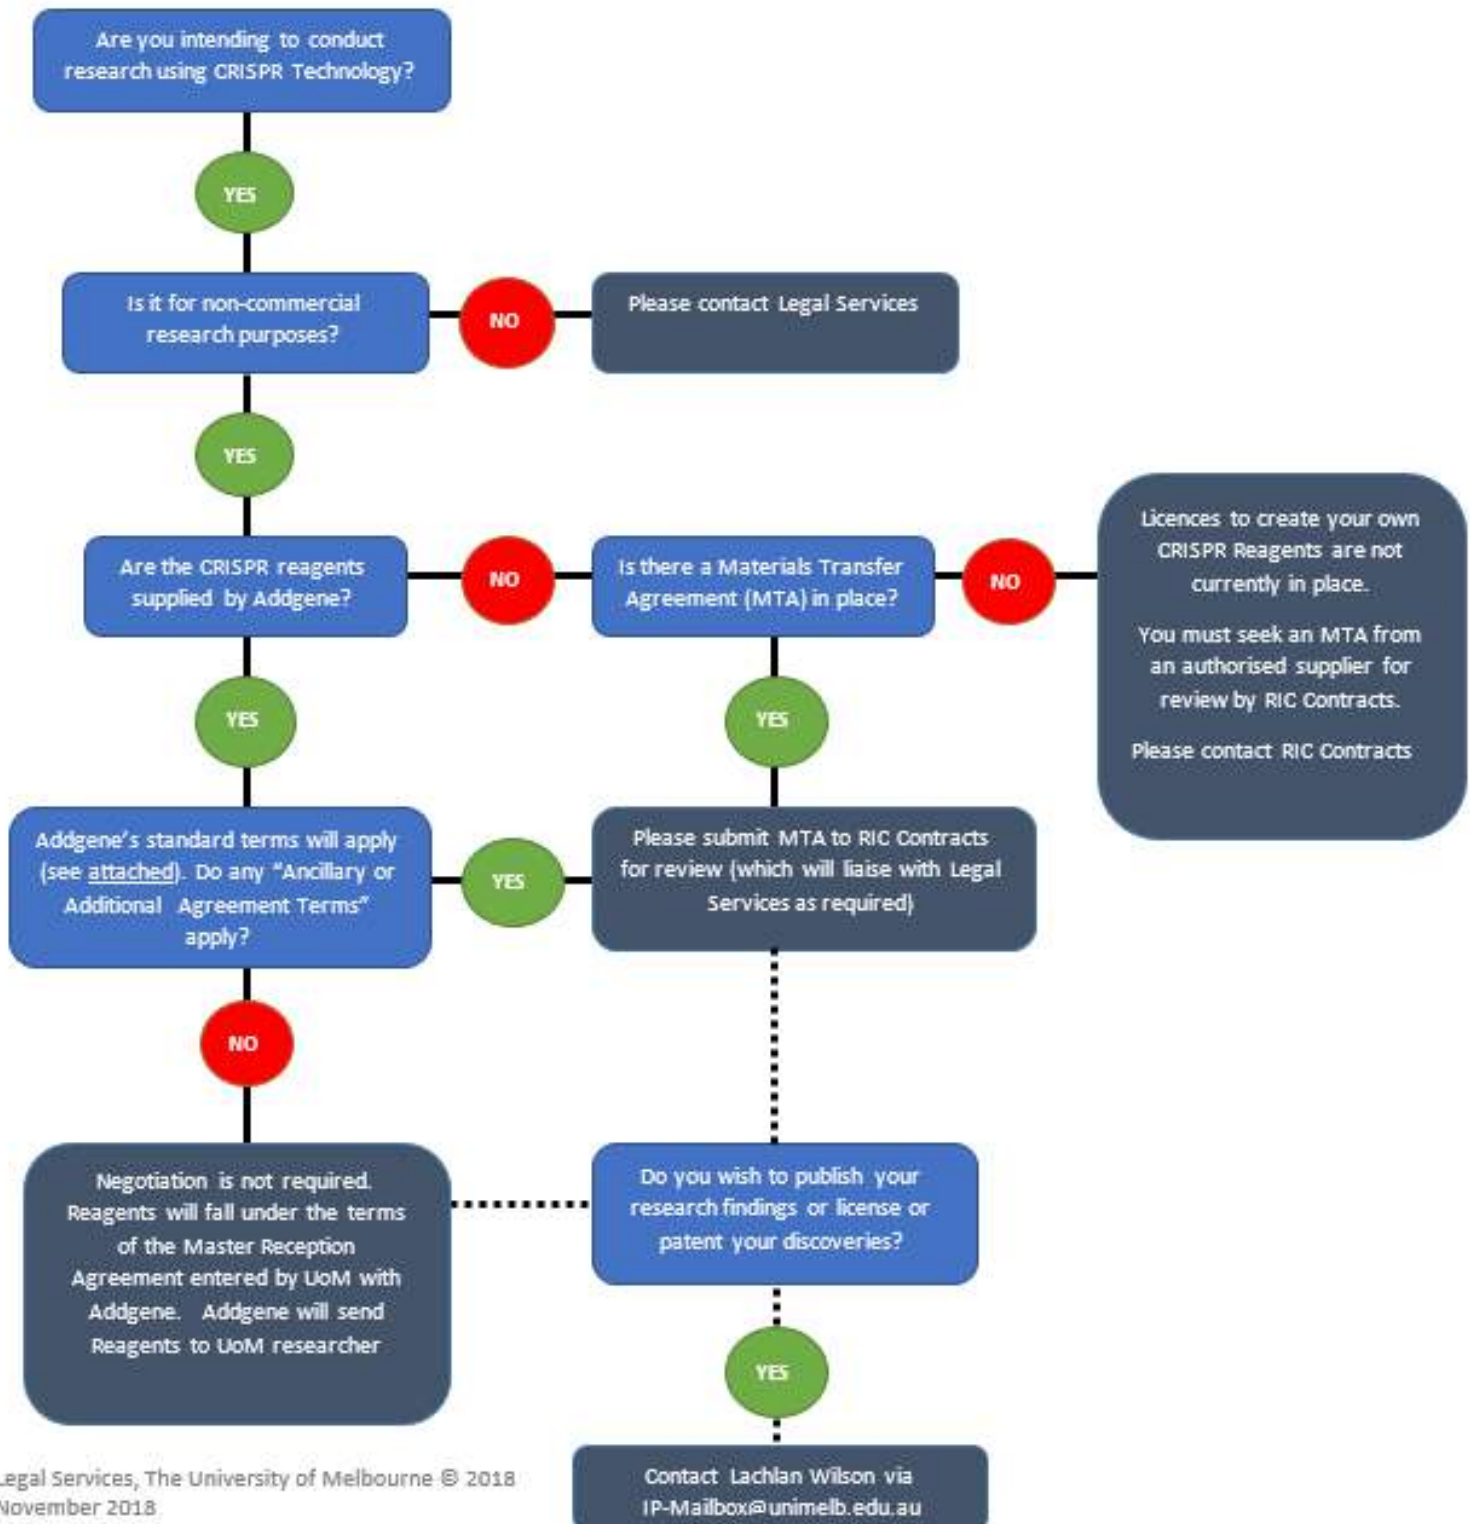 Are you intending to conduct
research using CRISPR Technology?
YES
Is it for non-commercial
research purposes?
NO
Please contact Legal Services
YES
Are the CRISPR reagents
supplied by Addgene?
NO
Is there a Materials Transfer
Agreement (MTA) in place?
NO
Licences to create your own
CRISPR Reagents are not
currently in place.
You must seek an MTA from
an authorised supplier for
review by RIC Contracts.
Please contact RIC Contracts
YES
YES
Addgene's standard terms will apply
(see attached). Do any "Ancillary or
Additional Agreement Terms"
apply?
YES
Please submit MTA to RIC Contracts
for review (which will liaise with Legal
Services as required)
NO
Negotiation is not required.
Reagents will fall under the terms
of the Master Reception
Agreement entered by UoM with
Addgene. Addgene will send
Reagents to UoM researcher
Do you wish to publish your
research findings or license or
patent your discoveries?
YES
Contact Lachlan Wilson via
IP-Mailbox@unimelb.edu.au
Legal Services, The University of Melbourne © 2018
November 2018